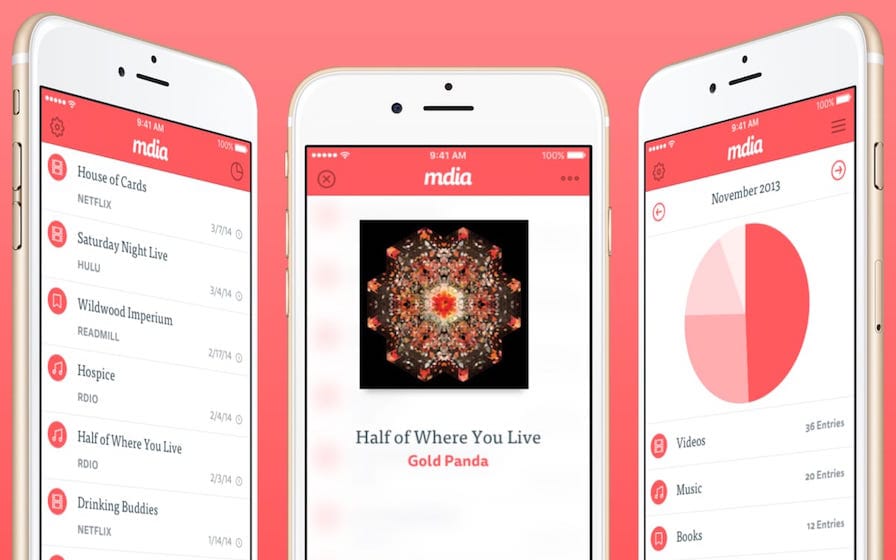 9:41 AM
100%
mdia
House of Cards
NETFLIX
3/7/14
Saturday Night Live
HULU
3/4/14
Wildwood Imperium
READMILL
2/17/14
Hospice
RDIO
2/4/14
Half of Where You Live
RDIO
2/3/14
Drinking Buddies
NETFLIX
1/14/14
9:41 AM
100%
mdia
Half of Where You Live
Gold Panda
9:41 AM
100%
mdia
November 2013
Videos 36 Entries
Music 20 Entries
Books 12 Entries